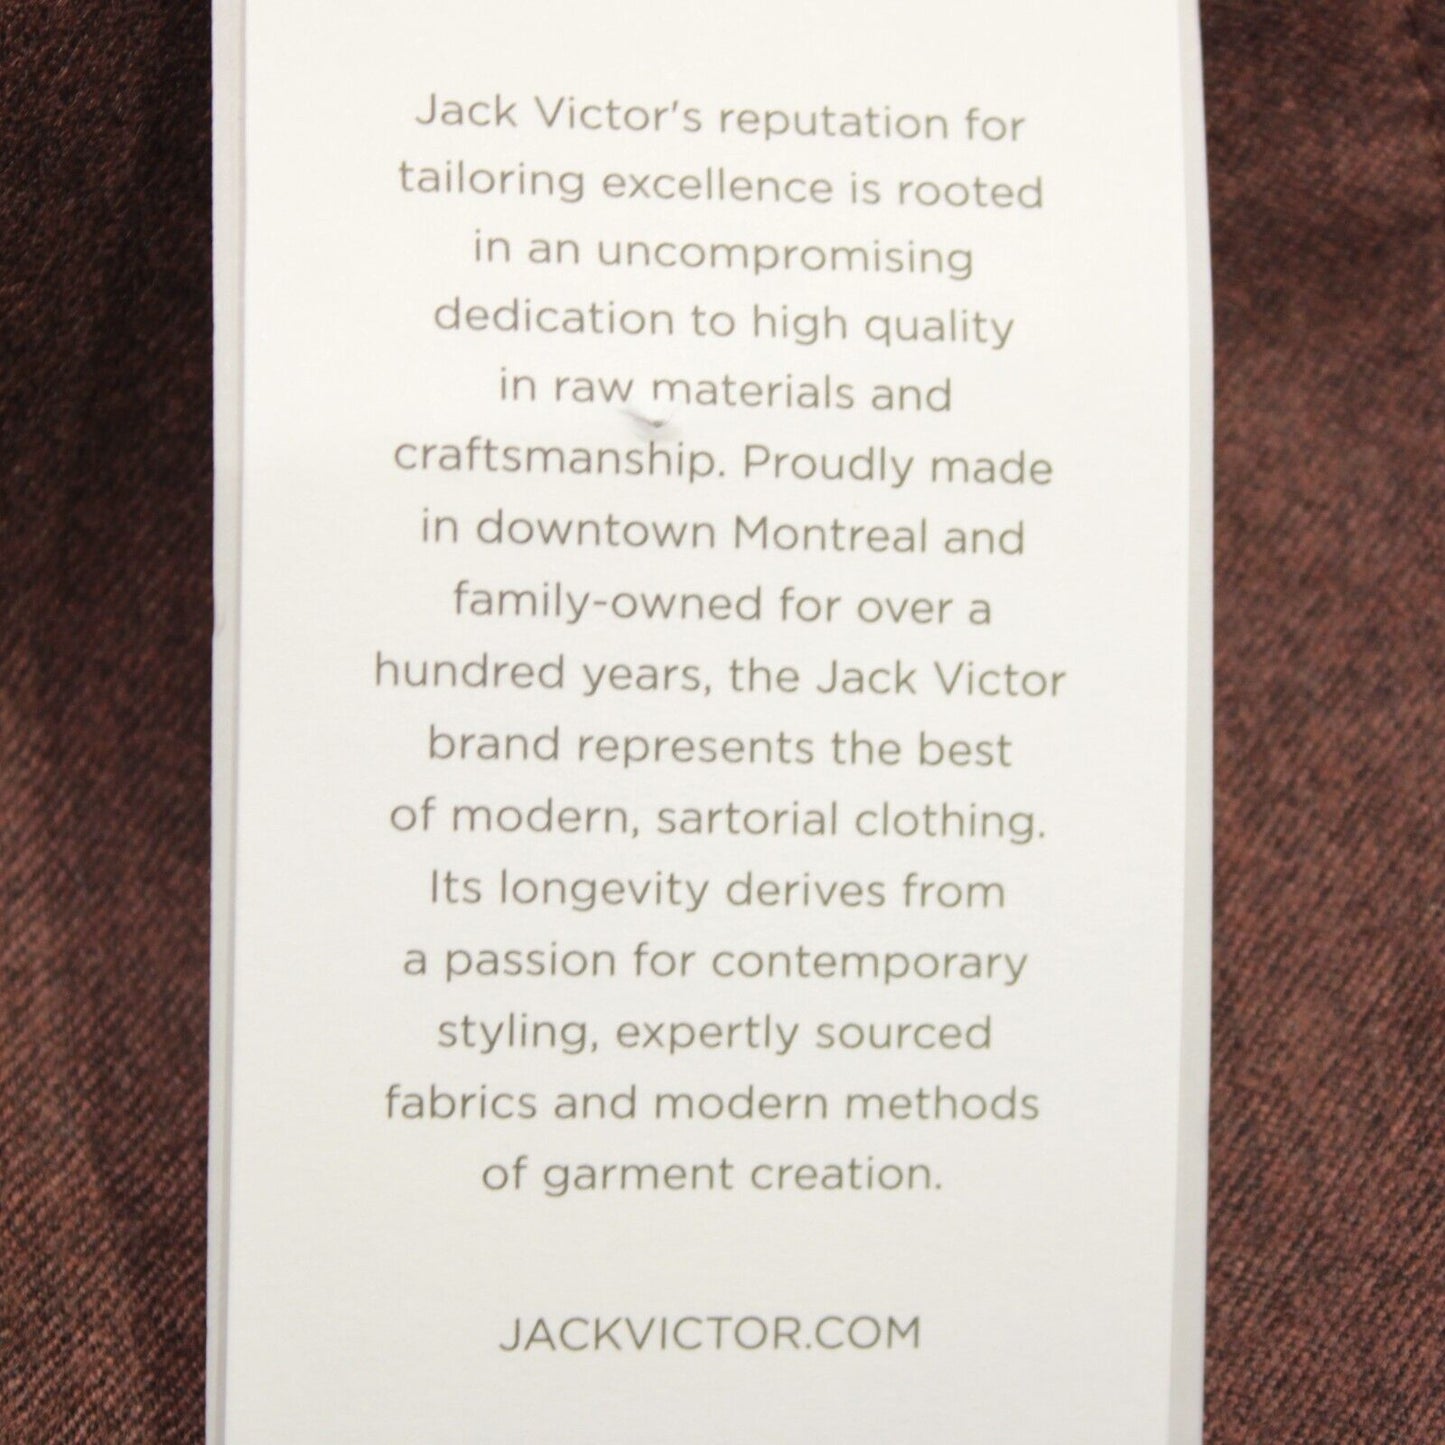 Jack Victor's reputation for
tailoring excellence is rooted
in an uncompromising
dedication to high quality
in raw materials and
craftsmanship. Proudly made
in downtown Montreal and
family-owned for over a
hundred years, the Jack Victor
brand represents the best
of modern, sartorial clothing.
Its longevity derives from
a passion for contemporary
styling, expertly sourced
fabrics and modern methods
of garment creation.
JACKVICTOR.COM